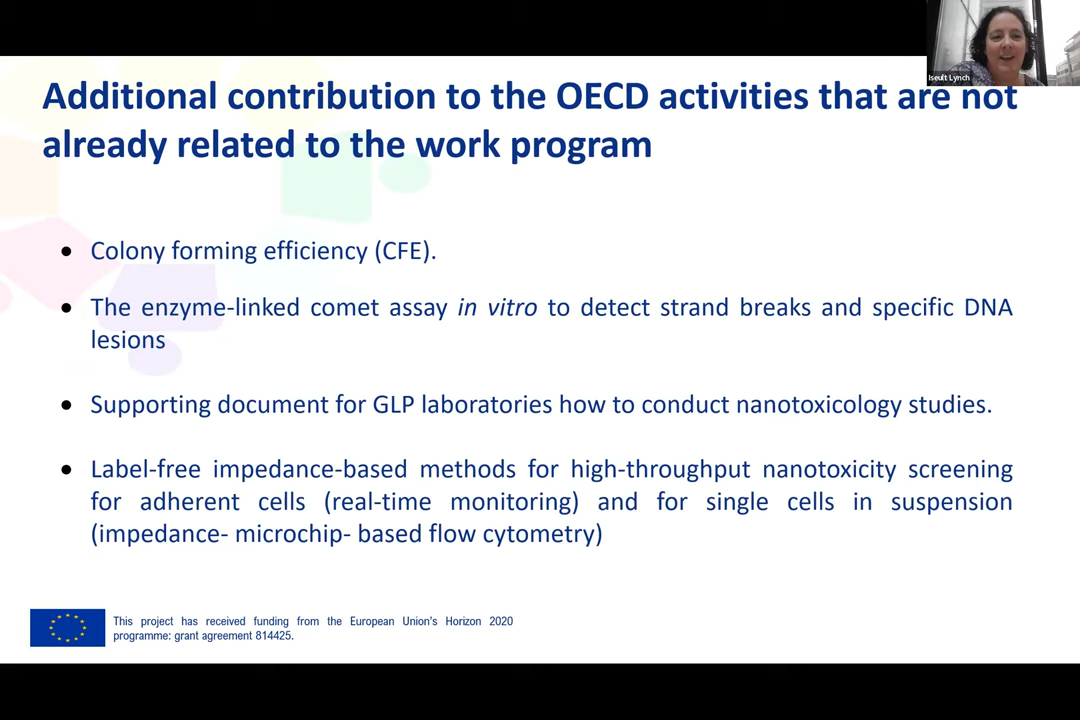 Iseult Lynch
Additional contribution to the OECD activities that are not
already related to the work program
• Colony forming efficiency (CFE).
• The enzyme-linked comet assay in vitro to detect strand breaks and specific DNA
lesions
• Supporting document for GLP laboratories how to conduct nanotoxicology studies.
• Label-free impedance-based methods for high-throughput nanotoxicity screening
for adherent cells (real-time monitoring) and for single cells in suspension
(impedance- microchip- based flow cytometry)
This project has received funding from the European Union's Horizon 2020
programme: grant agreement 814425.